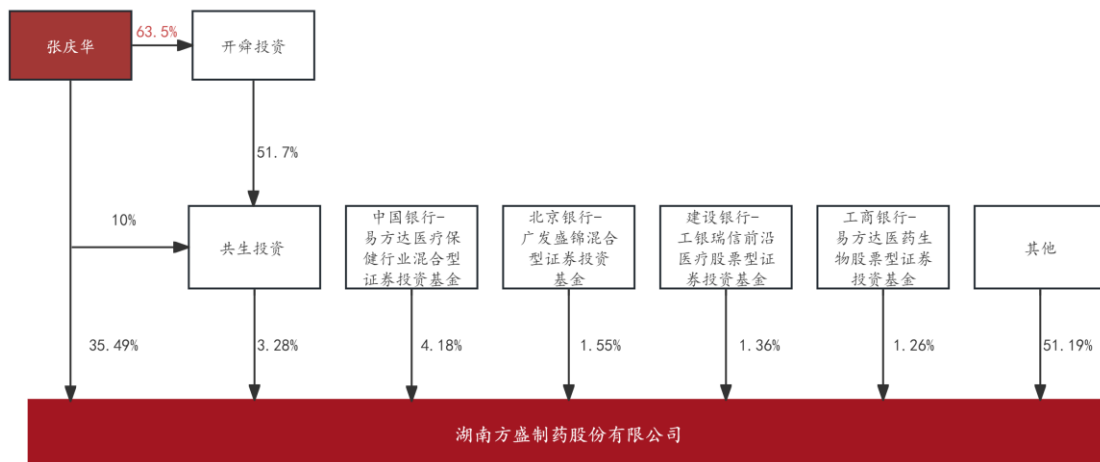 张庆华
63.5%
开舜投资
51.7%
10%
共生投资
中国银行-
易方达医疗保
健行业混合型
证券投资基金
北京银行-
广发盛锦混合
型证券投资
基金
建设银行-
工银瑞信前沿
医疗股票型证
券投资基金
工商银行-
易方达医药生
物股票型证券
投资基金
其他
35.49%
3.28%
4.18%
1.55%
1.36%
1.26%
51.19%
湖南方盛制药股份有限公司